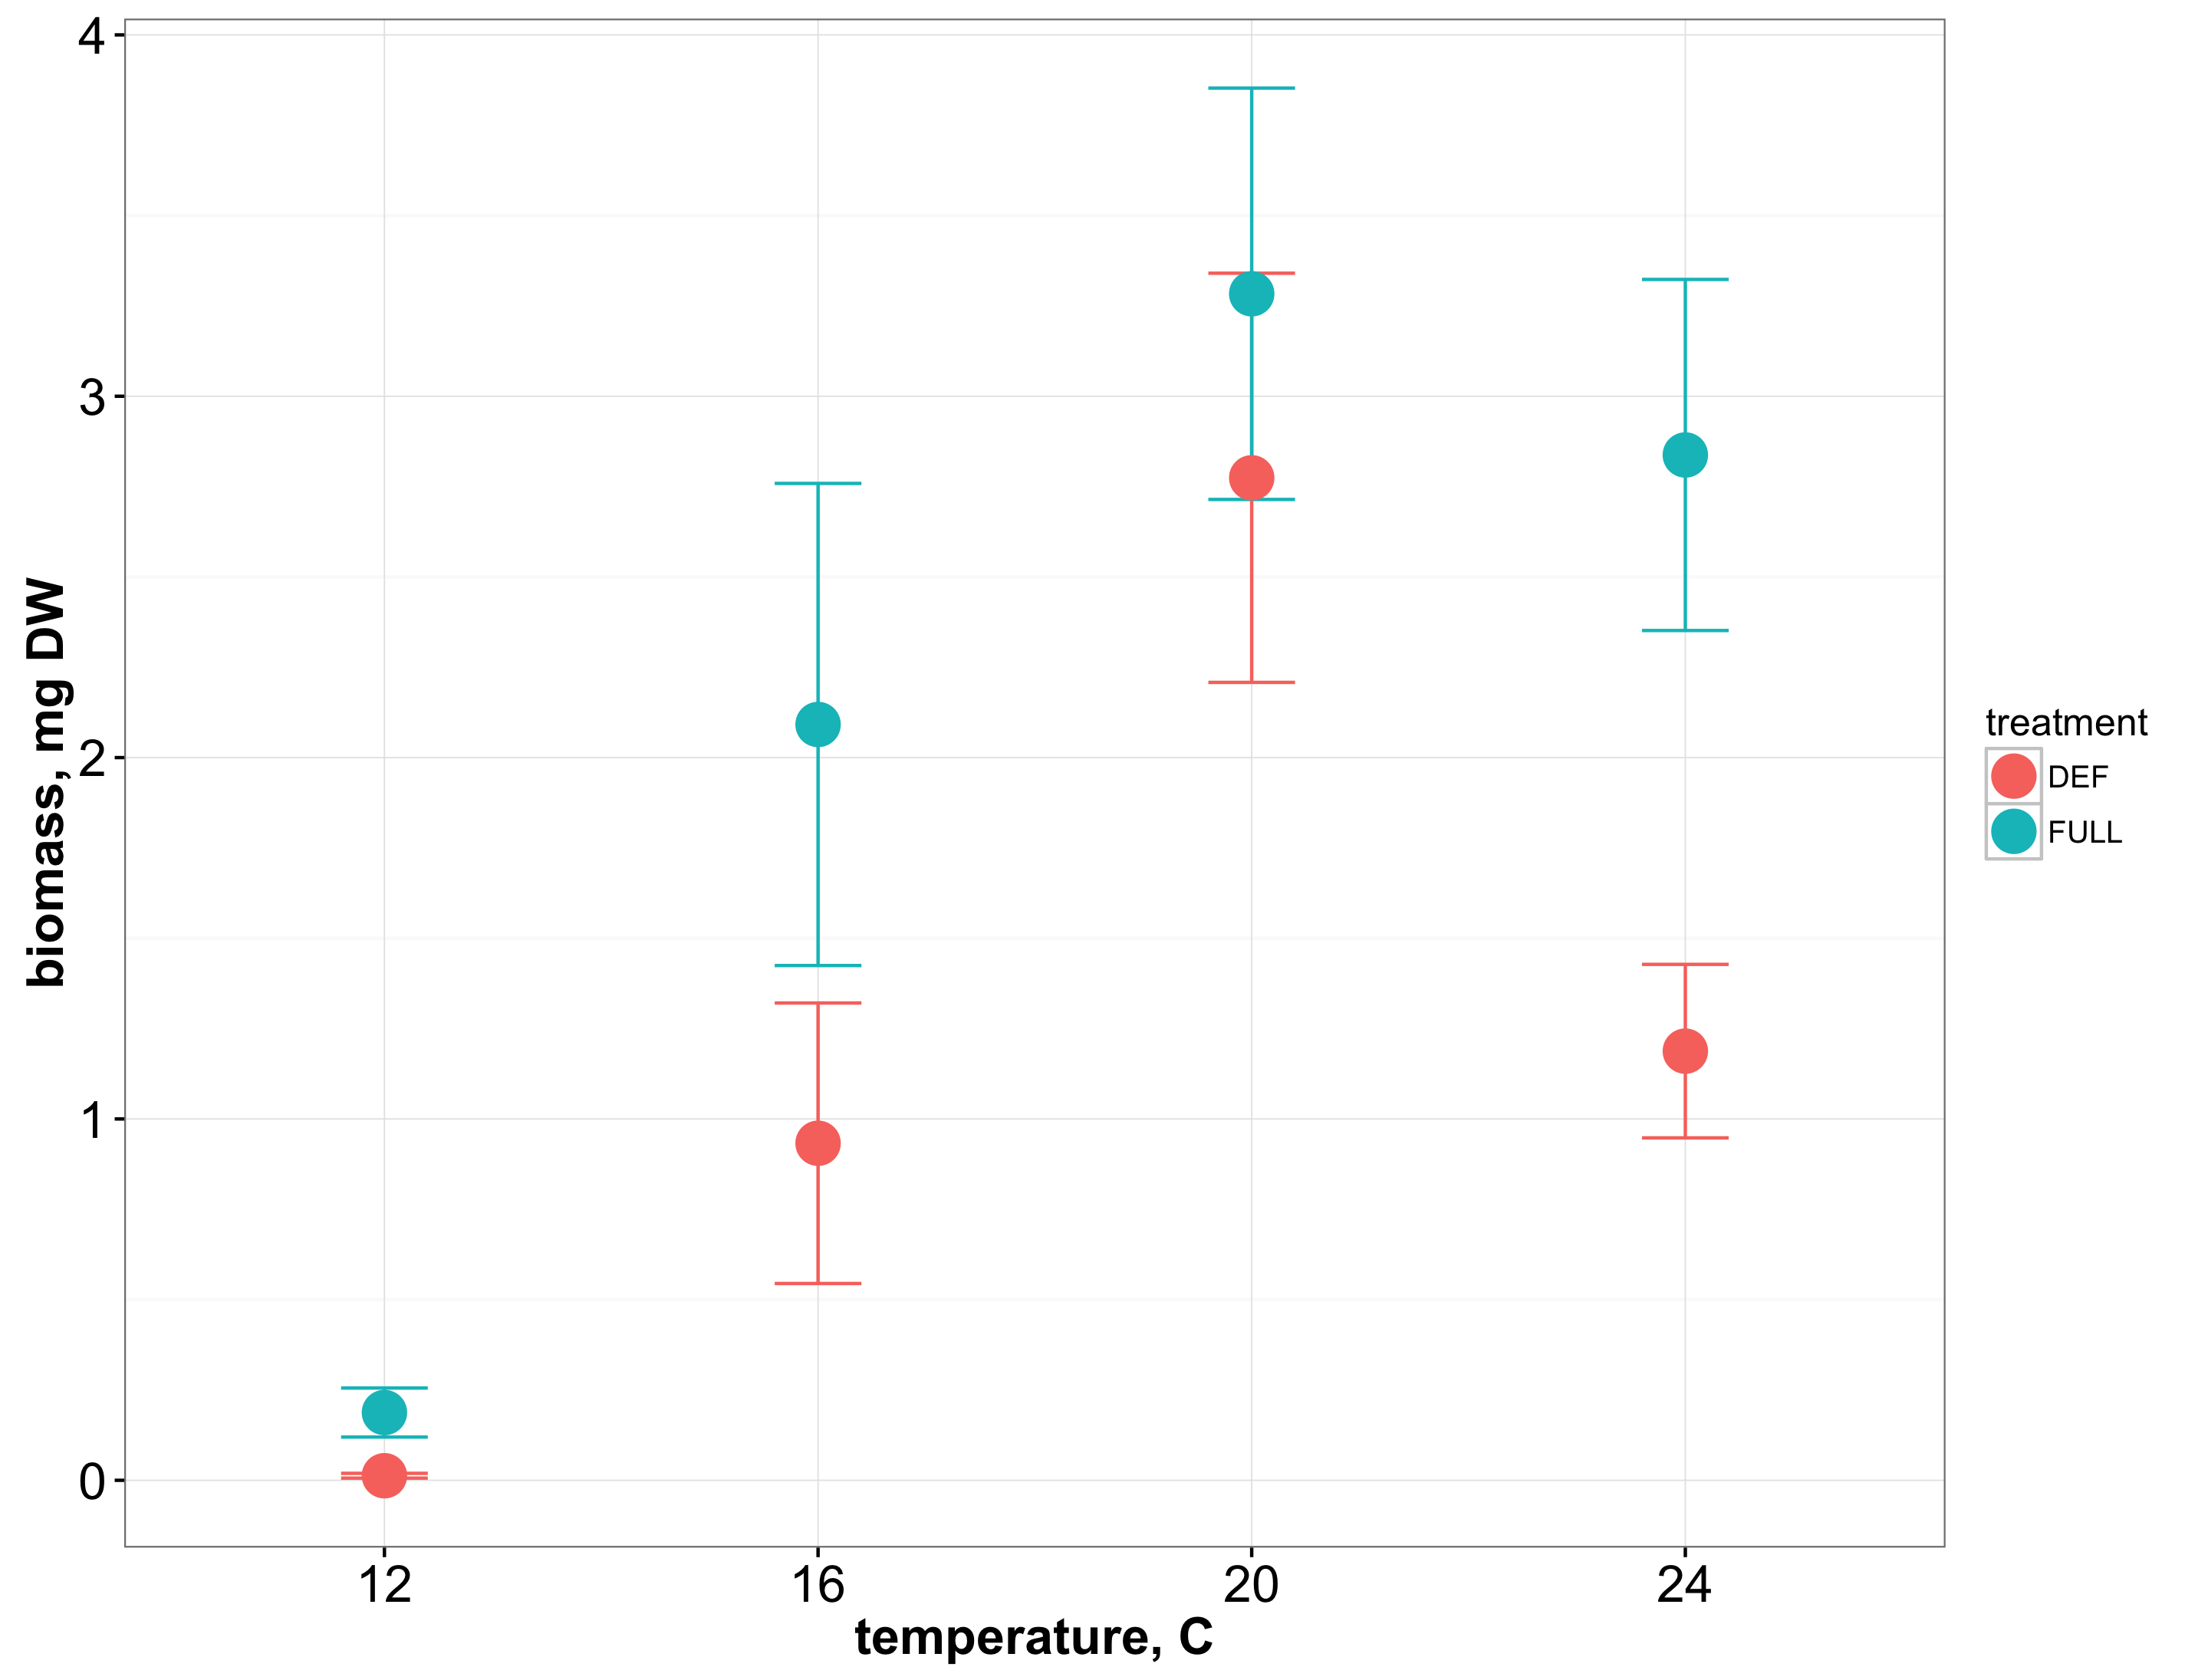 4
3
2
1
0
biomass, mg DW
12 16 20 24
temperature, C
treatment
DEF
FULL